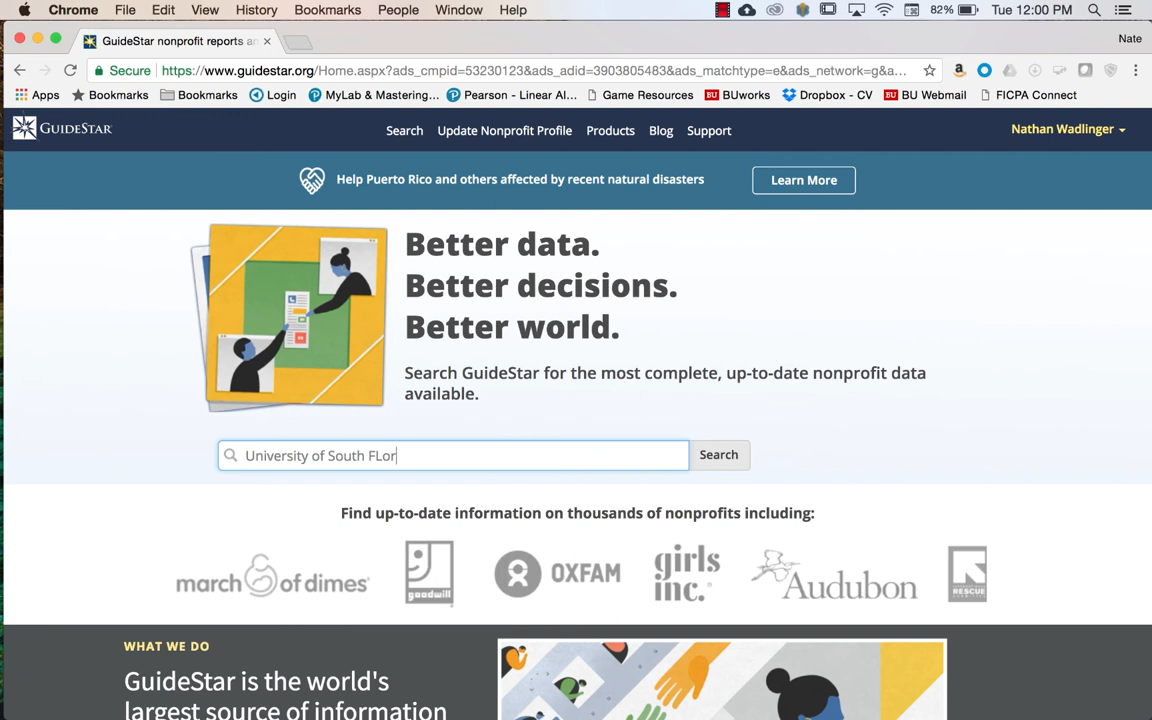 Chrome File Edit View History Bookmarks People Window Help 82% Tue 12:00 PM
GuideStar nonprofit reports an
Nate
Secure https://www.guidestar.org/Home.aspx?ads_cmpid=53230123&ads_adid=3903805483&ads_matchtype=e&ads_network=g&a...
Apps Bookmarks Bookmarks Login MyLab & Mastering... Pearson - Linear Al... Game Resources BU BUworks Dropbox - CV BU BU Webmail FICPA Connect
GUIDESTAR Search Update Nonprofit Profile Products Blog Support Nathan Wadlinger
Help Puerto Rico and others affected by recent natural disasters Learn More
Better data.
Better decisions.
Better world.
Search GuideStar for the most complete, up-to-date nonprofit data
available.
University of South FLor Search
Find up-to-date information on thousands of nonprofits including:
march of dimes goodwill OXFAM girls inc. Audubon RESCUE
WHAT WE DO
GuideStar is the world's
largest source of information